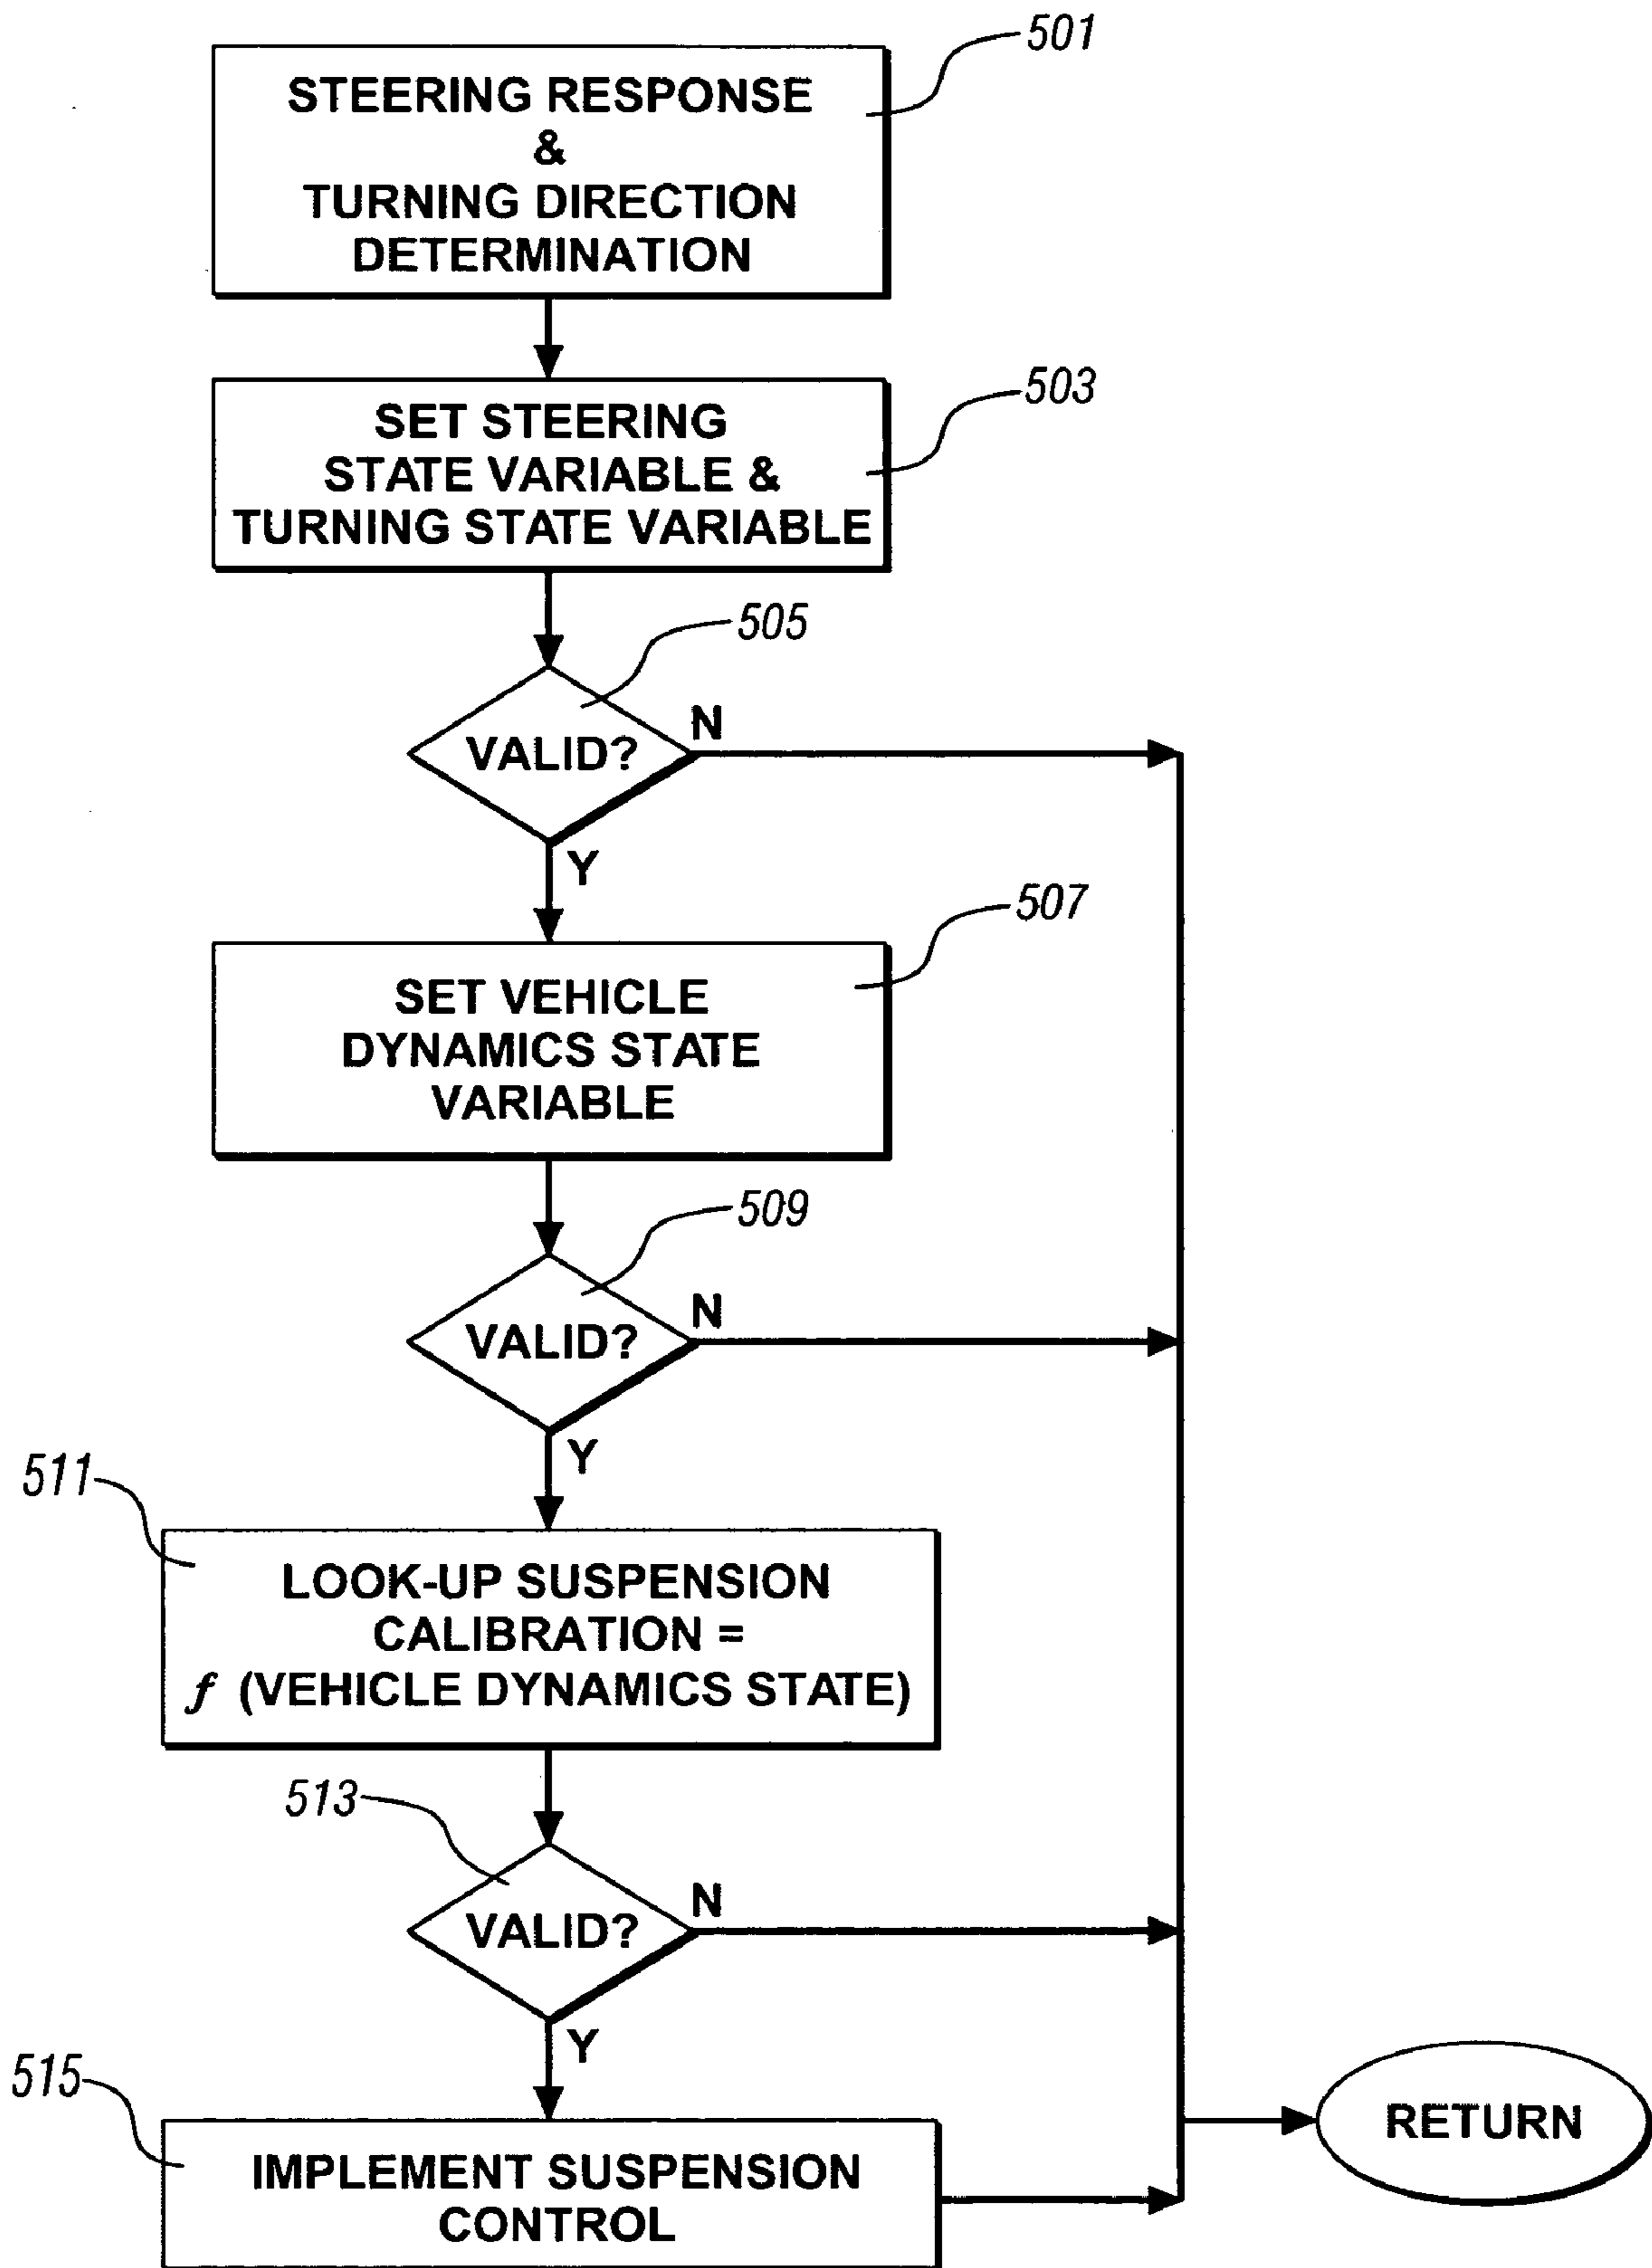 501
STEERING RESPONSE
&
TURNING DIRECTION
DETERMINATION
503
SET STEERING
STATE VARIABLE &
TURNING STATE VARIABLE
505
VALID?
N
Y
507
SET VEHICLE
DYNAMICS STATE
VARIABLE
509
VALID?
N
Y
511
LOOK-UP SUSPENSION
CALIBRATION =
f (VEHICLE DYNAMICS STATE)
513
VALID?
N
Y
515
IMPLEMENT SUSPENSION
CONTROL
RETURN